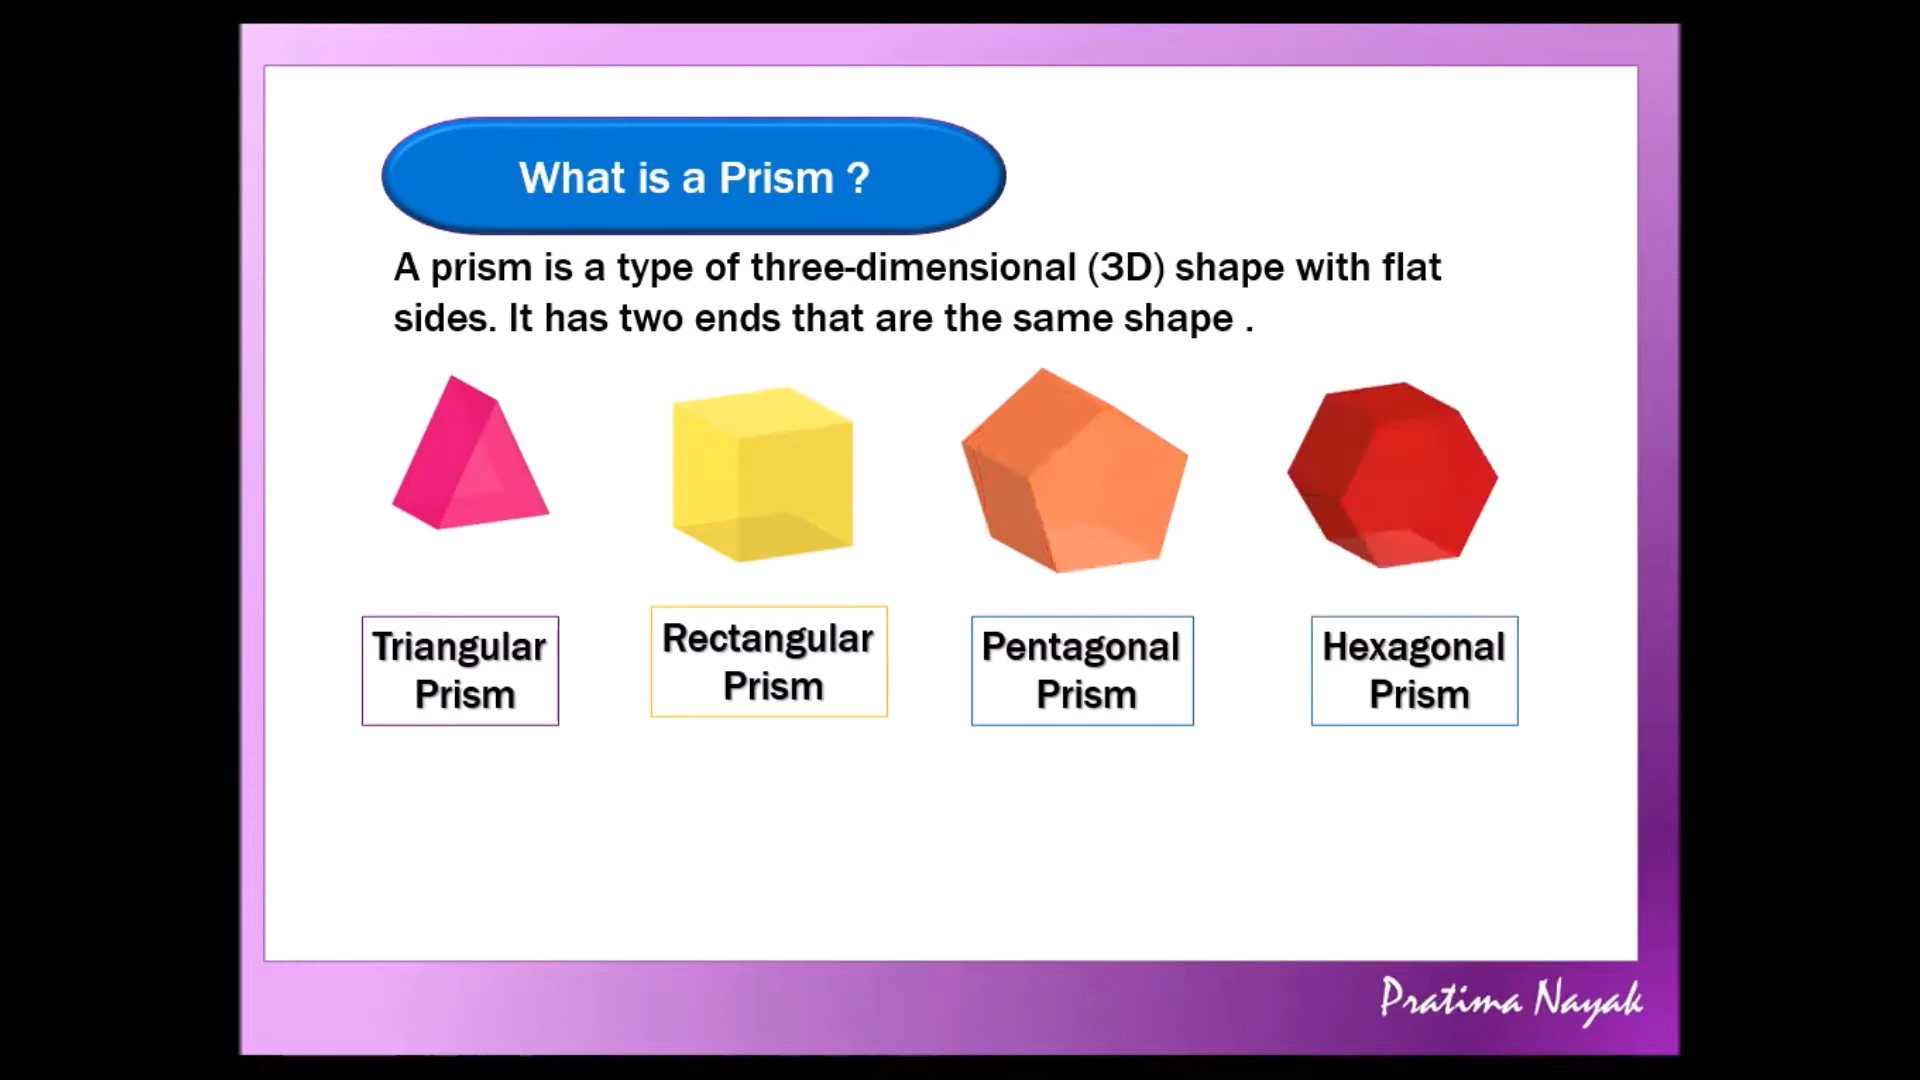 What is a Prism ?
A prism is a type of three-dimensional (3D) shape with flat
sides. It has two ends that are the same shape .
Triangular
Prism
Rectangular
Prism
Pentagonal
Prism
Hexagonal
Prism
Pratima Nayak